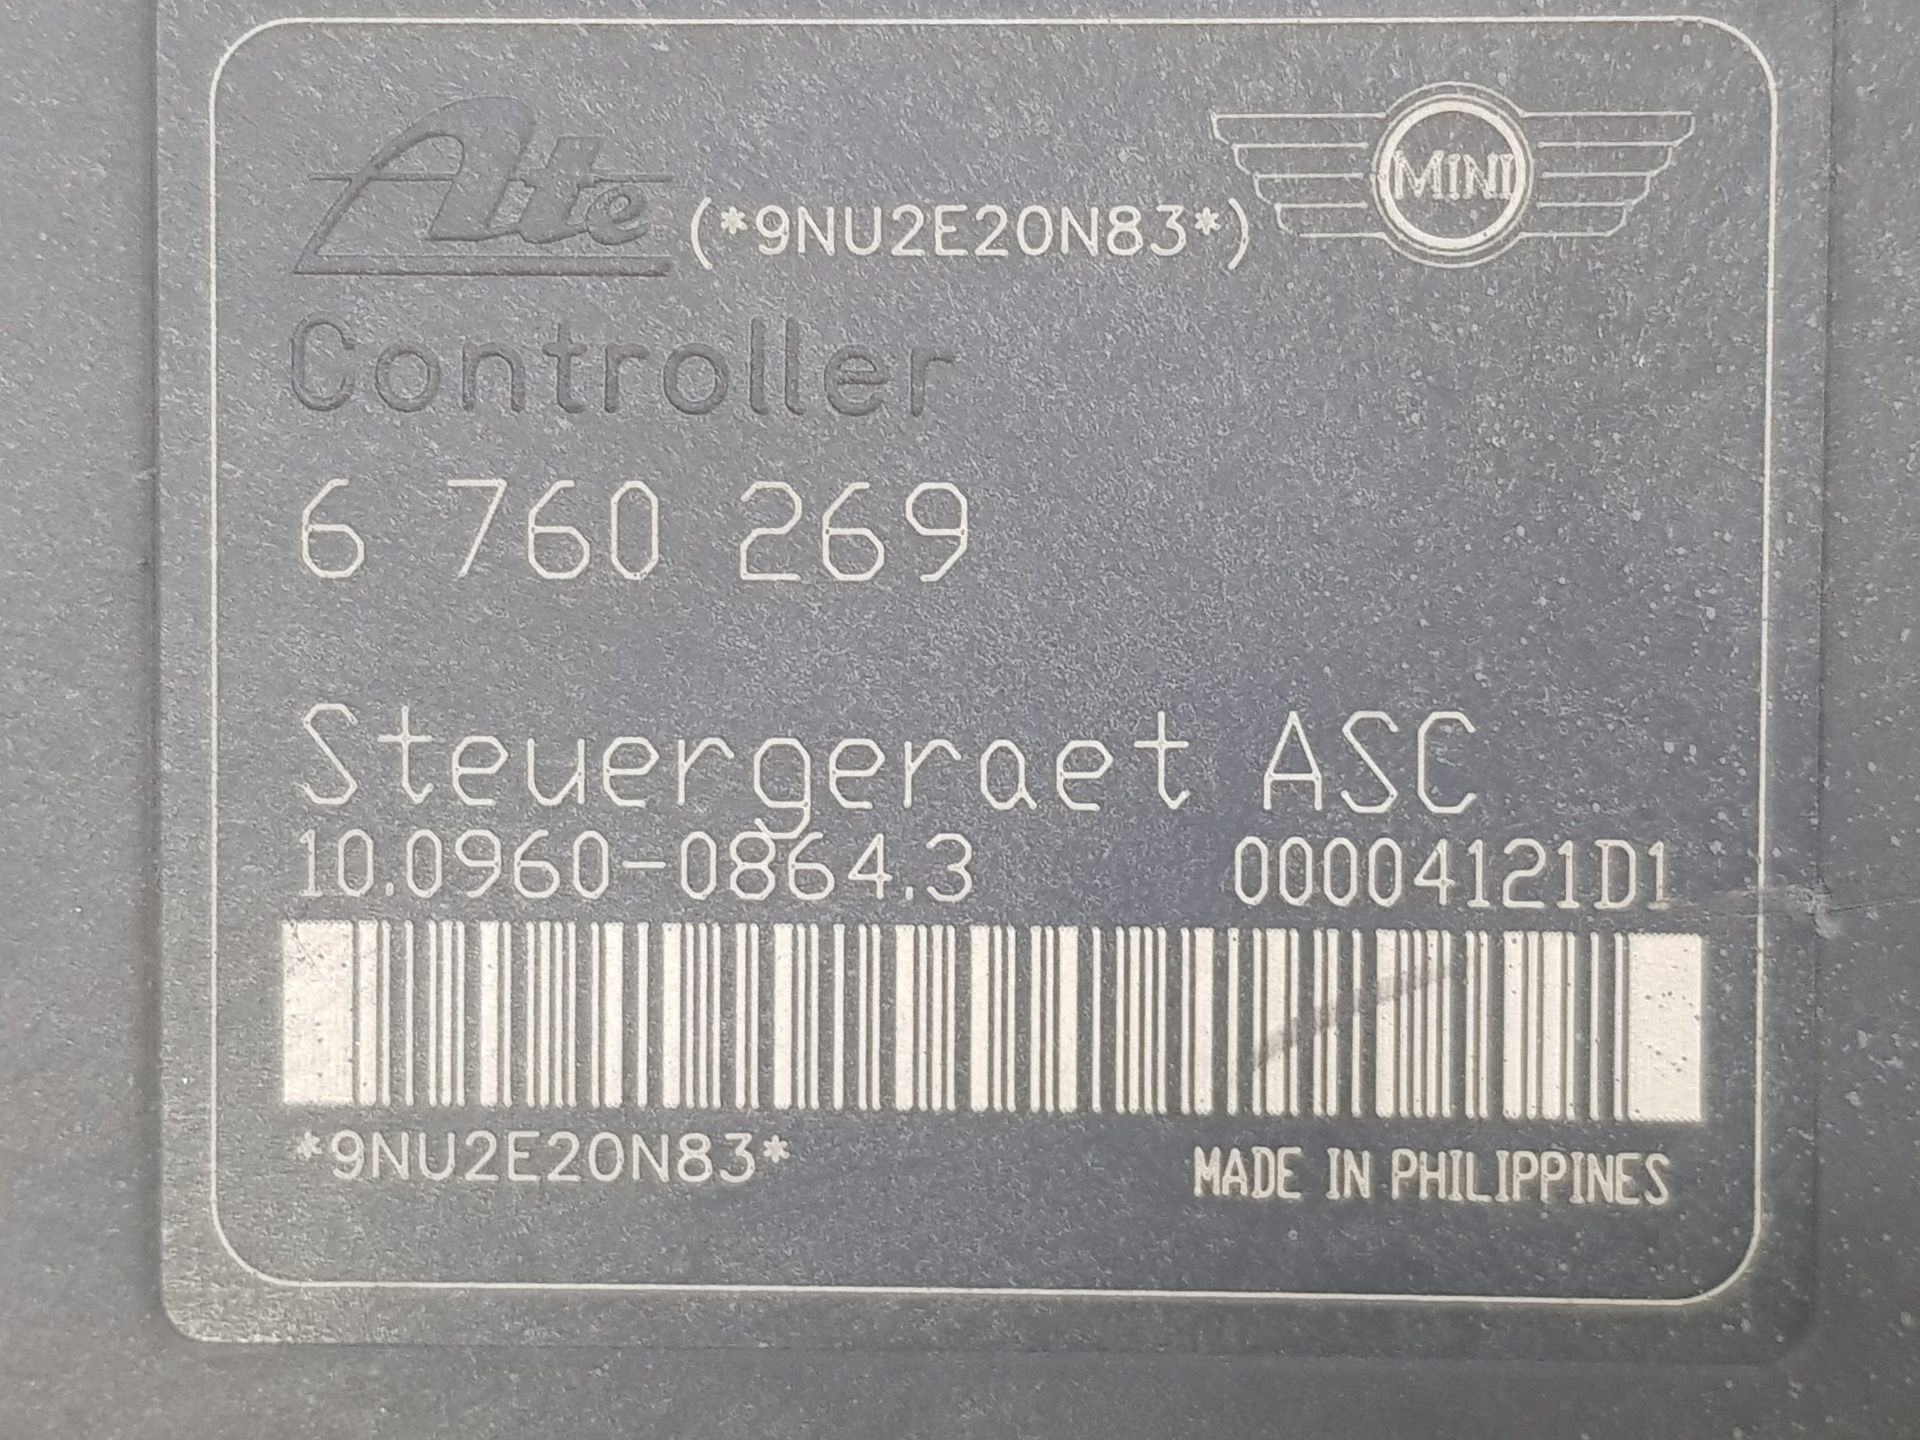 Ate
(*9NU2E20N83*)
MINI
Controller
6 760 269
Steuergeraet ASC
10.0960-0864.3 00004121D1
*9NU2E20N83* MADE IN PHILIPPINES